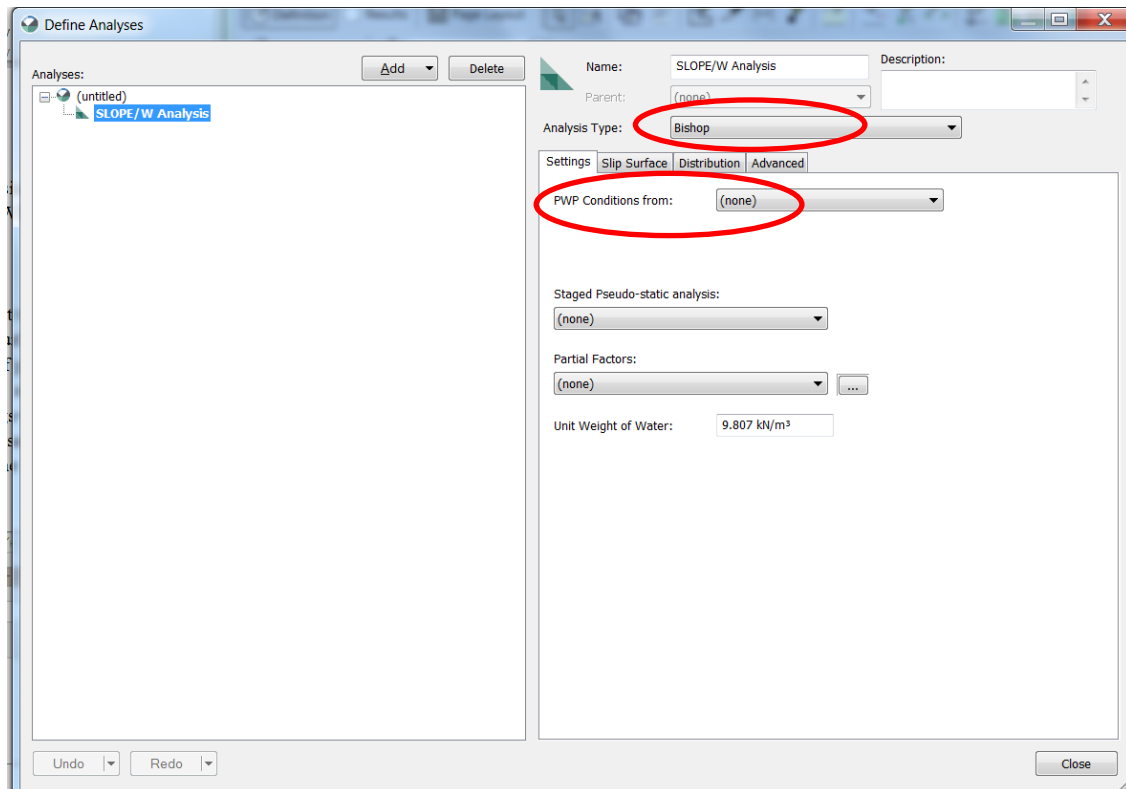 Define Analyses
Analyses:
Add
Delete
(untitled)
SLOPE/W Analysis
Name:
SLOPE/W Analysis
Description:
Parent:
(none)
Analysis Type:
Bishop
Settings
Slip Surface
Distribution
Advanced
PWP Conditions from:
(none)
Staged Pseudo-static analysis:
(none)
Partial Factors:
(none)
...
Unit Weight of Water:
9.807 kN/m³
Undo
Redo
Close